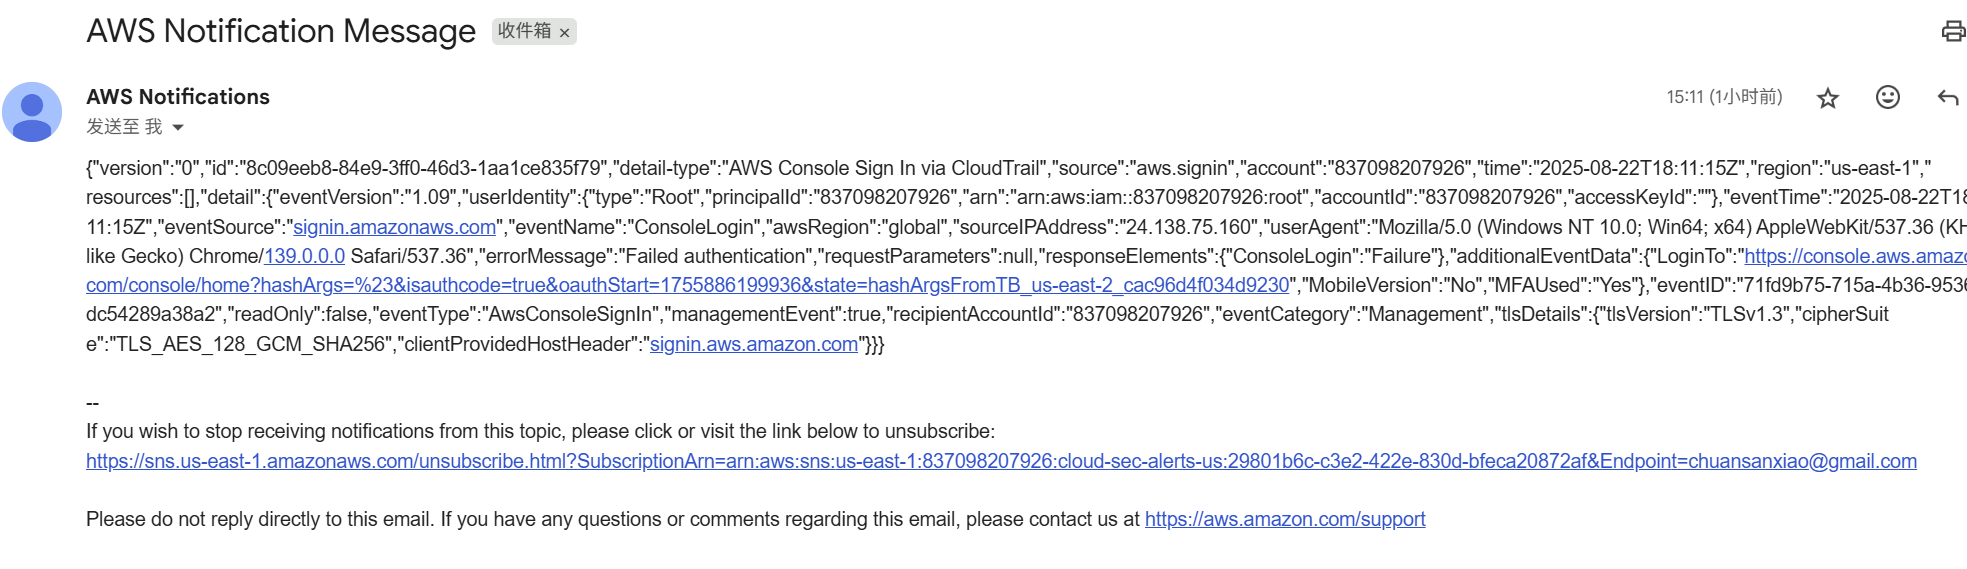 AWS Notification Message 收件箱 ×
AWS Notifications
15:11 (1小时前)
发送至 我
{"version":"0","id":"8c09eeb8-84e9-3ff0-46d3-1aa1ce835f79","detail-type":"AWS Console Sign In via CloudTrail","source":"aws.signin","account":"837098207926","time":"2025-08-22T18:11:15Z","region":"us-east-1","
resources":[],"detail":{"eventVersion":"1.09","userIdentity":{"type":"Root","principalId":"837098207926","arn":"arn:aws:iam::837098207926:root","accountId":"837098207926","accessKeyId":""},"eventTime":"2025-08-22T18
11:15Z","eventSource":"signin.amazonaws.com","eventName":"ConsoleLogin","awsRegion":"global","sourceIPAddress":"24.138.75.160","userAgent":"Mozilla/5.0 (Windows NT 10.0; Win64; x64) AppleWebKit/537.36 (KH
like Gecko) Chrome/139.0.0.0 Safari/537.36","errorMessage":"Failed authentication","requestParameters":null,"responseElements":{"ConsoleLogin":"Failure"},"additionalEventData":{"LoginTo":"https://console.aws.amazo
com/console/home?hashArgs=%23&isauthcode=true&oauthStart=1755886199936&state=hashArgsFromTB_us-east-2_cac96d4f034d9230","MobileVersion":"No","MFAUsed":"Yes"},"eventID":"71fd9b75-715a-4b36-9536
dc54289a38a2","readOnly":false,"eventType":"AwsConsoleSignIn","managementEvent":true,"recipientAccountId":"837098207926","eventCategory":"Management","tlsDetails":{"tlsVersion":"TLSv1.3","cipherSuit
e":"TLS_AES_128_GCM_SHA256","clientProvidedHostHeader":"signin.aws.amazon.com"}}}
--
If you wish to stop receiving notifications from this topic, please click or visit the link below to unsubscribe:
https://sns.us-east-1.amazonaws.com/unsubscribe.html?SubscriptionArn=arn:aws:sns:us-east-1:837098207926:cloud-sec-alerts-us:29801b6c-c3e2-422e-830d-bfeca20872af&Endpoint=chuansanxiao@gmail.com
Please do not reply directly to this email. If you have any questions or comments regarding this email, please contact us at https://aws.amazon.com/support